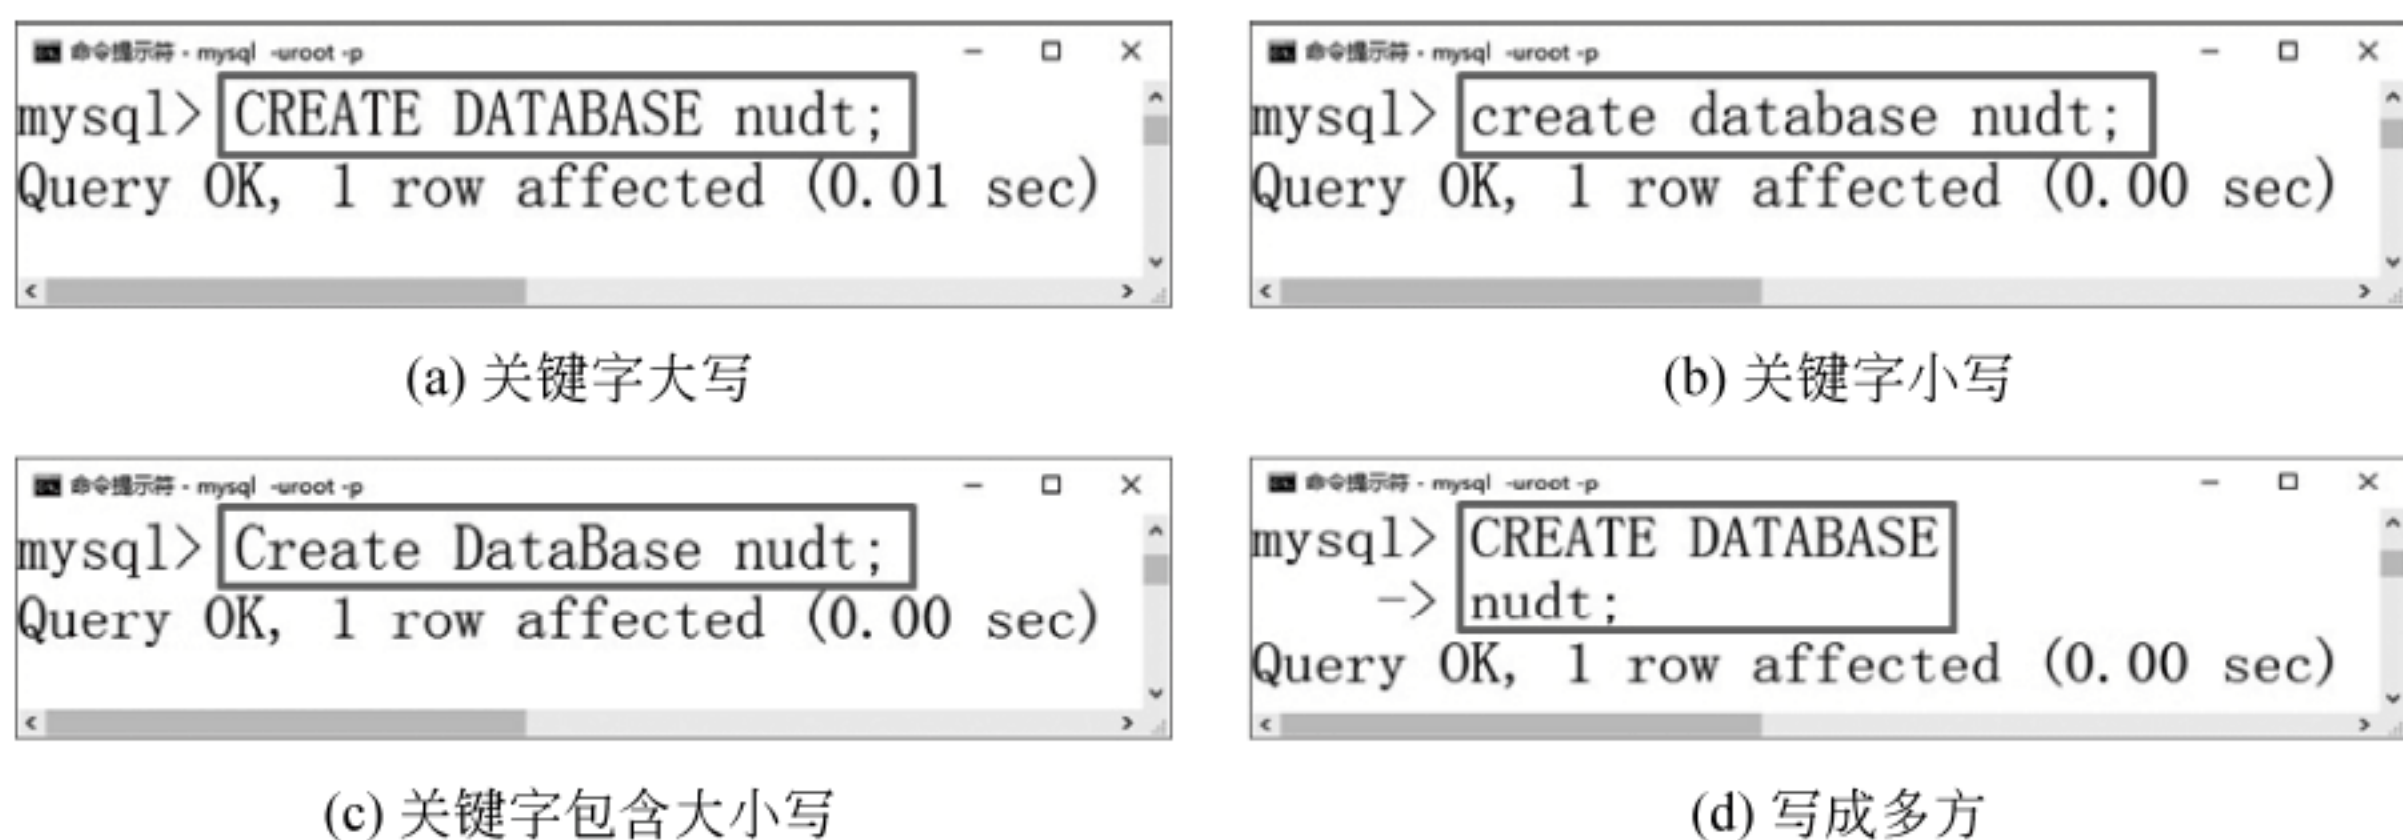 命令提示符 - mysql -uroot -p
mysql> CREATE DATABASE nudt;
Query OK, 1 row affected (0.01 sec)
(a) 关键字大写
命令提示符 - mysql -uroot -p
mysql> create database nudt;
Query OK, 1 row affected (0.00 sec)
(b) 关键字小写
命令提示符 - mysql -uroot -p
mysql> Create DataBase nudt;
Query OK, 1 row affected (0.00 sec)
(c) 关键字包含大小写
命令提示符 - mysql -uroot -p
mysql> CREATE DATABASE
-> nudt;
Query OK, 1 row affected (0.00 sec)
(d) 写成多方